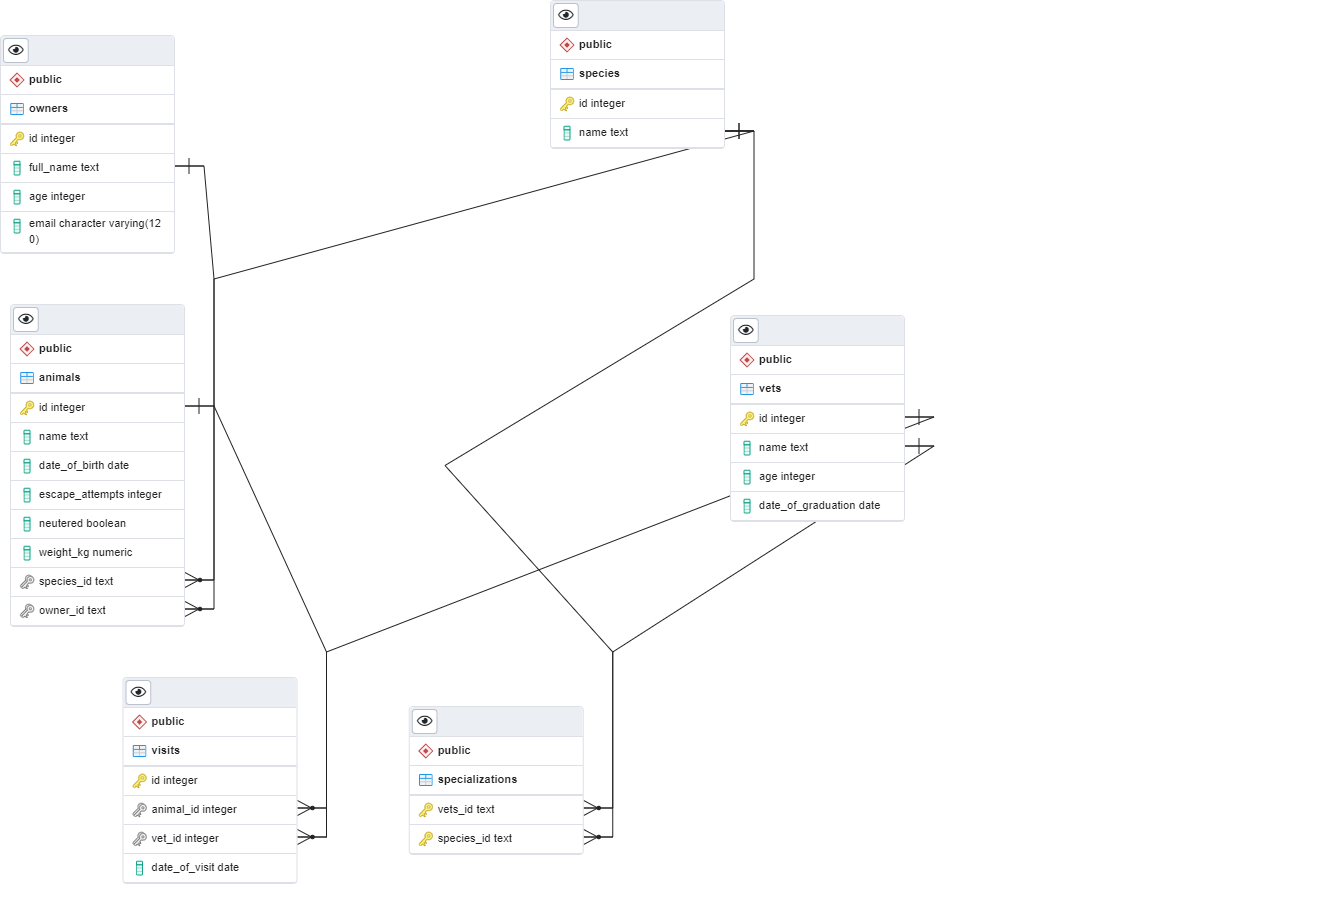 public
owners
id integer
full_name text
age integer
email character varying(12
0)
public
species
id integer
name text
public
animals
id integer
name text
date_of_birth date
escape_attempts integer
neutered boolean
weight_kg numeric
species_id text
owner_id text
public
vets
id integer
name text
age integer
date_of_graduation date
public
visits
id integer
animal_id integer
vet_id integer
date_of_visit date
public
specializations
vets_id text
species_id text